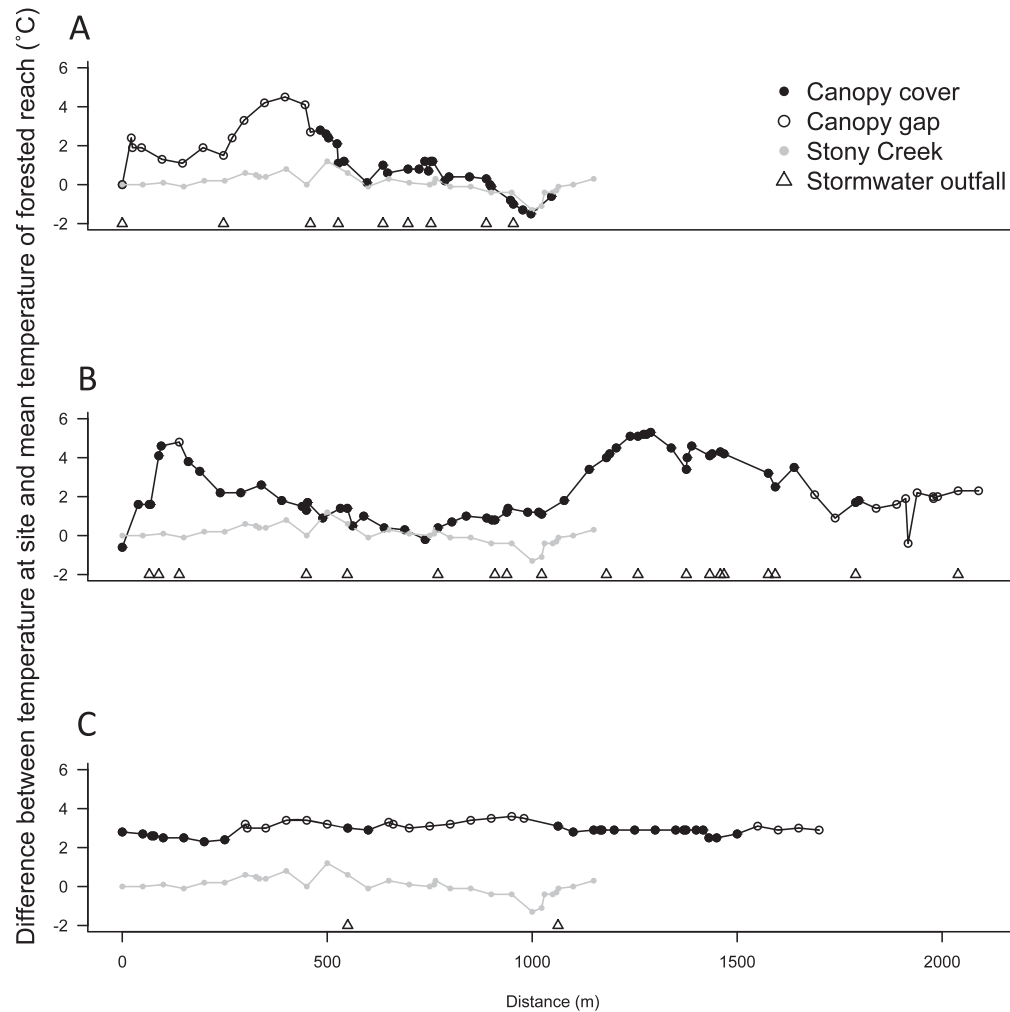 Difference between temperature at site and mean temperature of forested reach (˚C)
A
6
4
2
0
-2
Canopy cover
Canopy gap
Stony Creek
Stormwater outfall
B
6
4
2
0
-2
C
6
4
2
0
-2
0 500 1000 1500 2000
Distance (m)